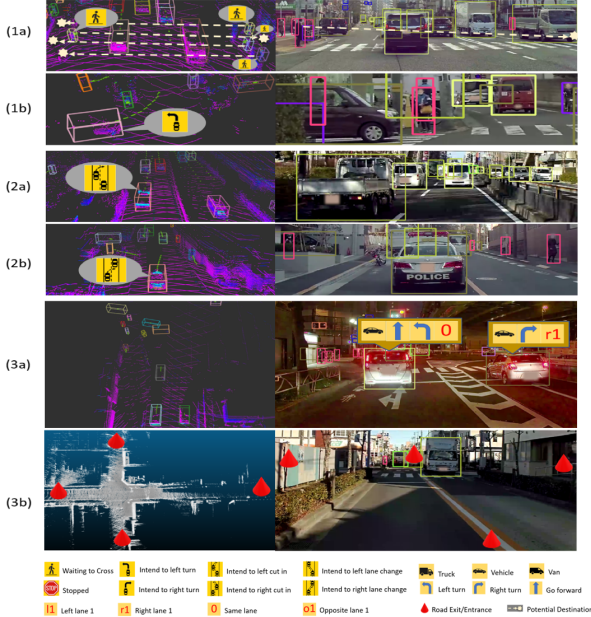 (1a)
(1b)
(2a)
(2b)
POLICE
(3a)
0
r1
(3b)
Waiting to Cross
Intend to left turn
Intend to left cut in
Intend to left lane change
Truck
Vehicle
Van
STOP
Stopped
Intend to right turn
Intend to right cut in
Intend to right lane change
Left turn
Right turn
Go forward
l1 Left lane 1
r1 Right lane 1
0 Same lane
o1 Opposite lane 1
Road Exit/Entrance
Potential Destination